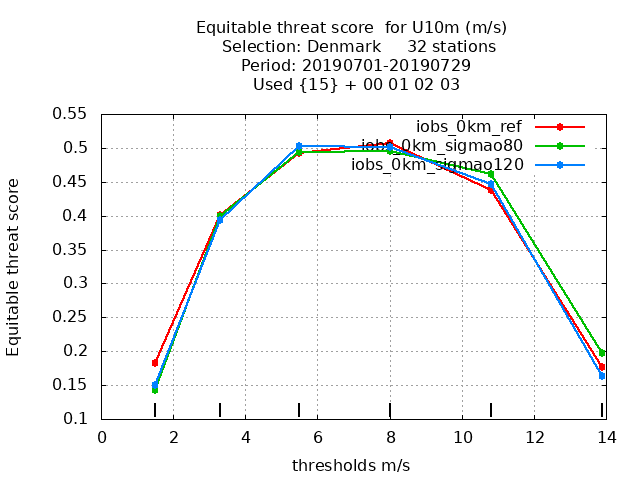 Equitable threat score  for U10m (m/s)
Selection: Denmark     32 stations
Period: 20190701-20190729
Used {15} + 00 01 02 03
iobs_0km_ref
iobs_0km_sigmao80
iobs_0km_sigmao120
Equitable threat score
0.55
0.5
0.45
0.4
0.35
0.3
0.25
0.2
0.15
0.1
0 2 4 6 8 10 12 14
thresholds m/s